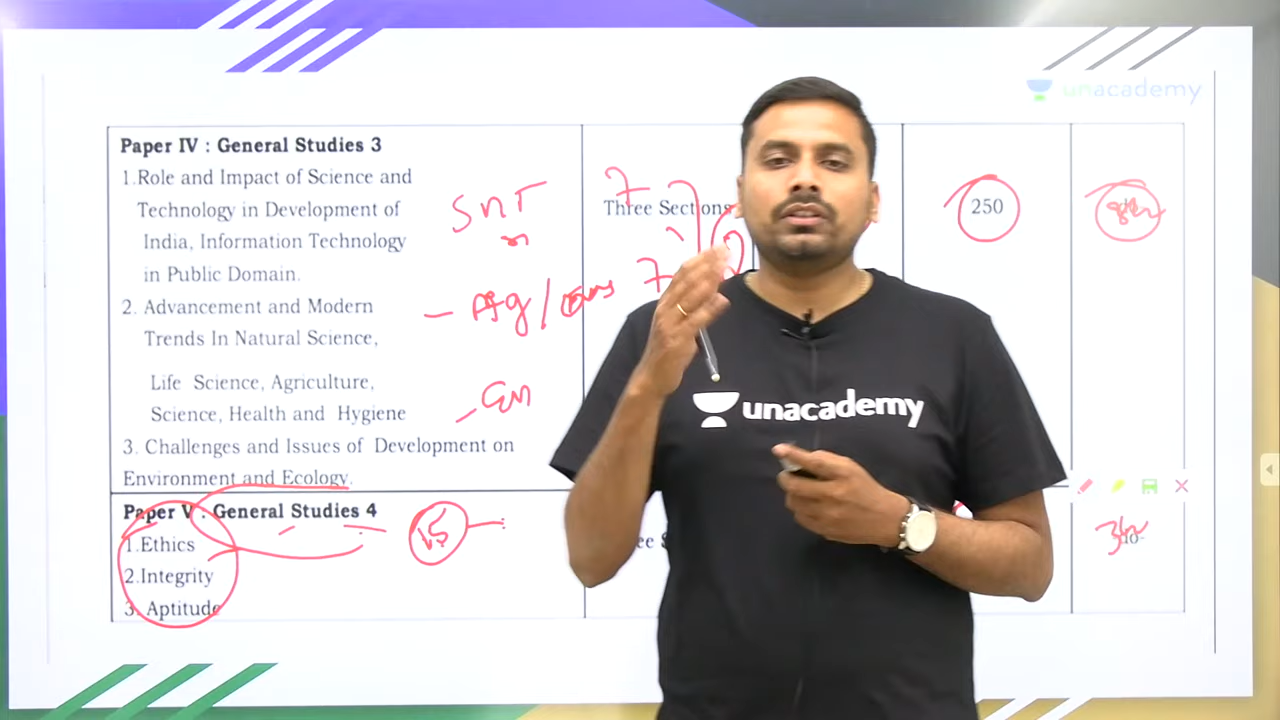 unacademy
Paper IV : General Studies 3
1.Role and Impact of Science and
Technology in Development of
India, Information Technology
in Public Domain.
2. Advancement and Modern
Trends In Natural Science,
Life Science, Agriculture,
Science, Health and Hygiene
3. Challenges and Issues of Development on
Environment and Ecology.
SnT
Three Sections
7
7
250
Paper V : General Studies 4
1.Ethics
2.Integrity
3. Aptitude
15
unacademy